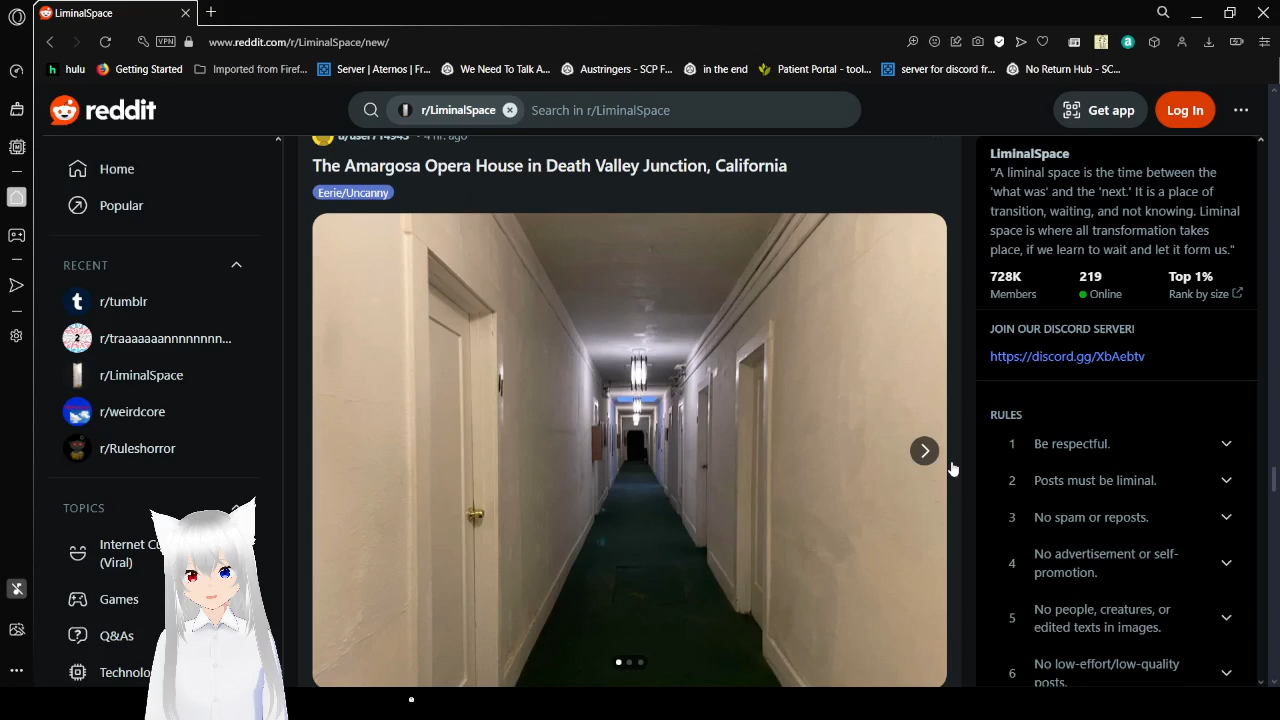 LiminalSpace
VPN
www.reddit.com/r/LiminalSpace/new/
hulu
Getting Started
Imported from Firef...
Server | Aternos | Fr...
We Need To Talk A...
Austringers - SCP F...
in the end
Patient Portal - tool...
server for discord fr...
No Return Hub - SC...
reddit
r/LiminalSpace
Search in r/LiminalSpace
Get app
Log In
Home
Popular
RECENT
r/tumblr
r/traaaaaaannnnnnnn...
r/LiminalSpace
r/weirdcore
r/Ruleshorror
TOPICS
(Viral)
Games
Q&As
4 hr. ago
The Amargosa Opera House in Death Valley Junction, California
Eerie/Uncanny
LiminalSpace
"A liminal space is the time between the
'what was' and the 'next.' It is a place of
transition, waiting, and not knowing. Liminal
space is where all transformation takes
place, if we learn to wait and let it form us."
728K
Members
219
Online
Top 1%
Rank by size
JOIN OUR DISCORD SERVER!
https://discord.gg/XbAebtv
RULES
1 Be respectful.
2 Posts must be liminal.
3 No spam or reposts.
4 No advertisement or self-
promotion.
5 No people, creatures, or
edited texts in images.
6 No low-effort/low-quality
posts.